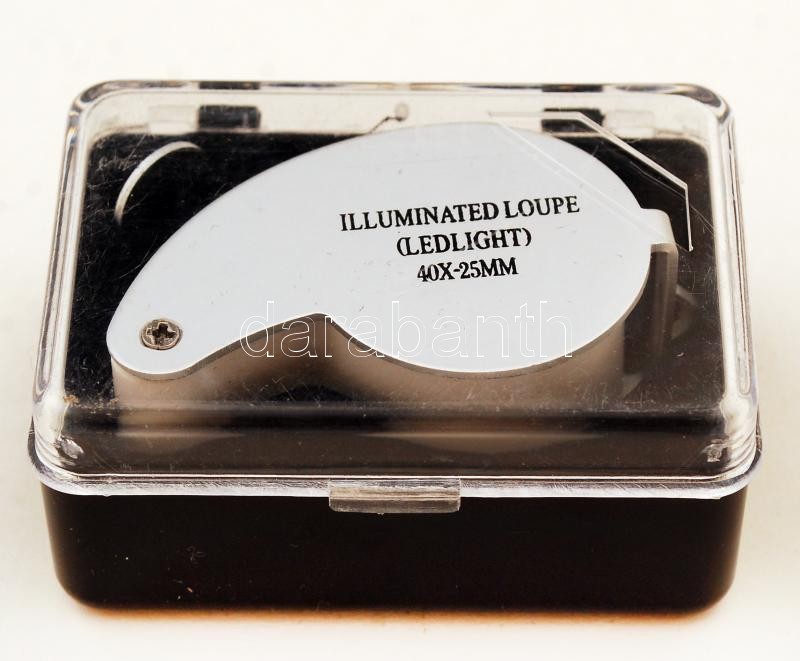 ILLUMINATED LOUPE
(LEDLIGHT)
40X-25MM
darabanth